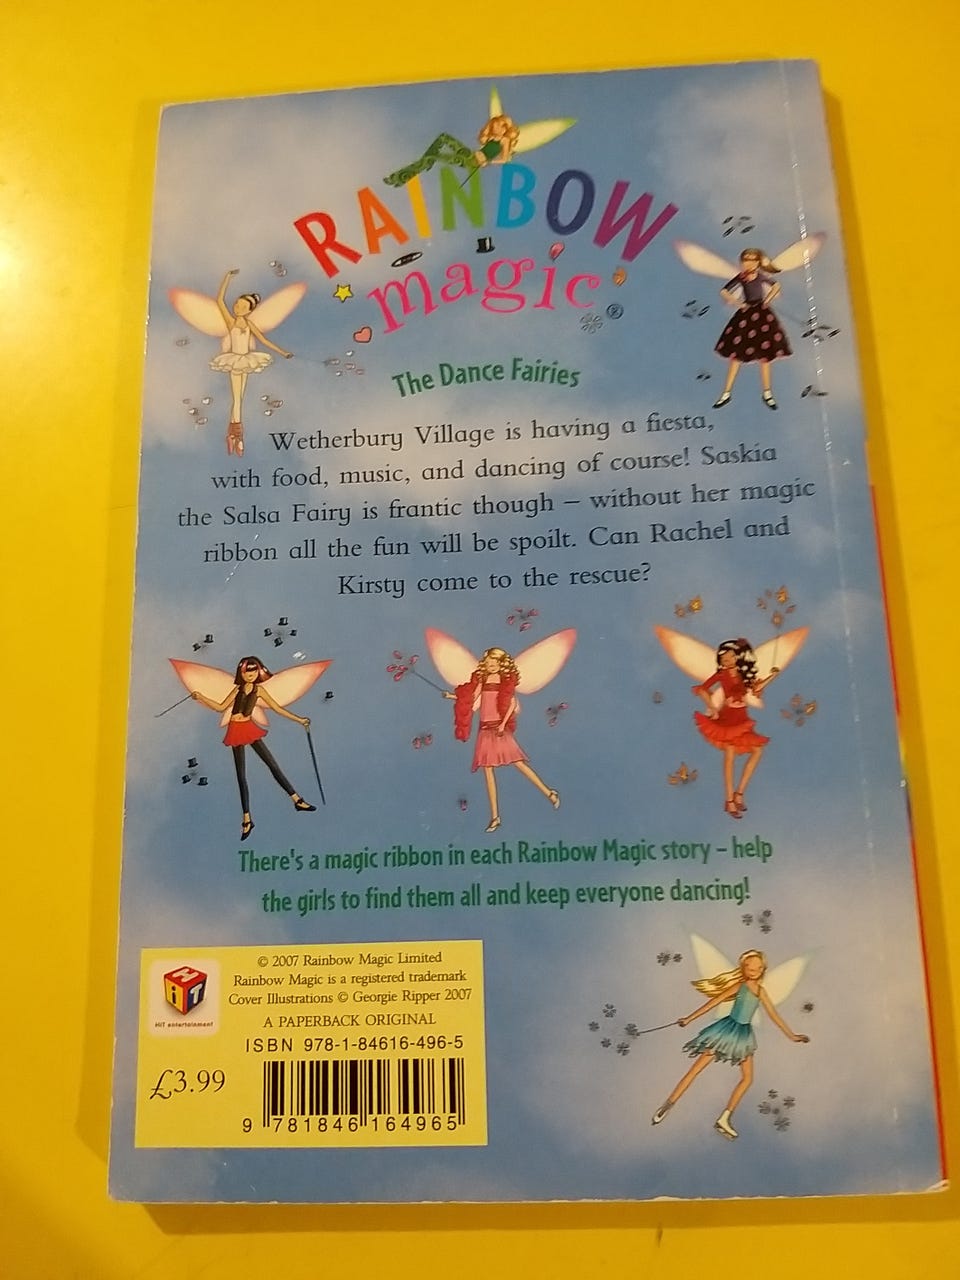 RAINBOW
magic®
The Dance Fairies
Wetherbury Village is having a fiesta,
with food, music, and dancing of course! Saskia
the Salsa Fairy is frantic though – without her magic
ribbon all the fun will be spoilt. Can Rachel and
Kirsty come to the rescue?
There's a magic ribbon in each Rainbow Magic story – help
the girls to find them all and keep everyone dancing!
© 2007 Rainbow Magic Limited
Rainbow Magic is a registered trademark
Cover Illustrations © Georgie Ripper 2007
A PAPERBACK ORIGINAL
HiT
HiT entertainment
ISBN 978-1-84616-496-5
£3.99
9 781846 164965